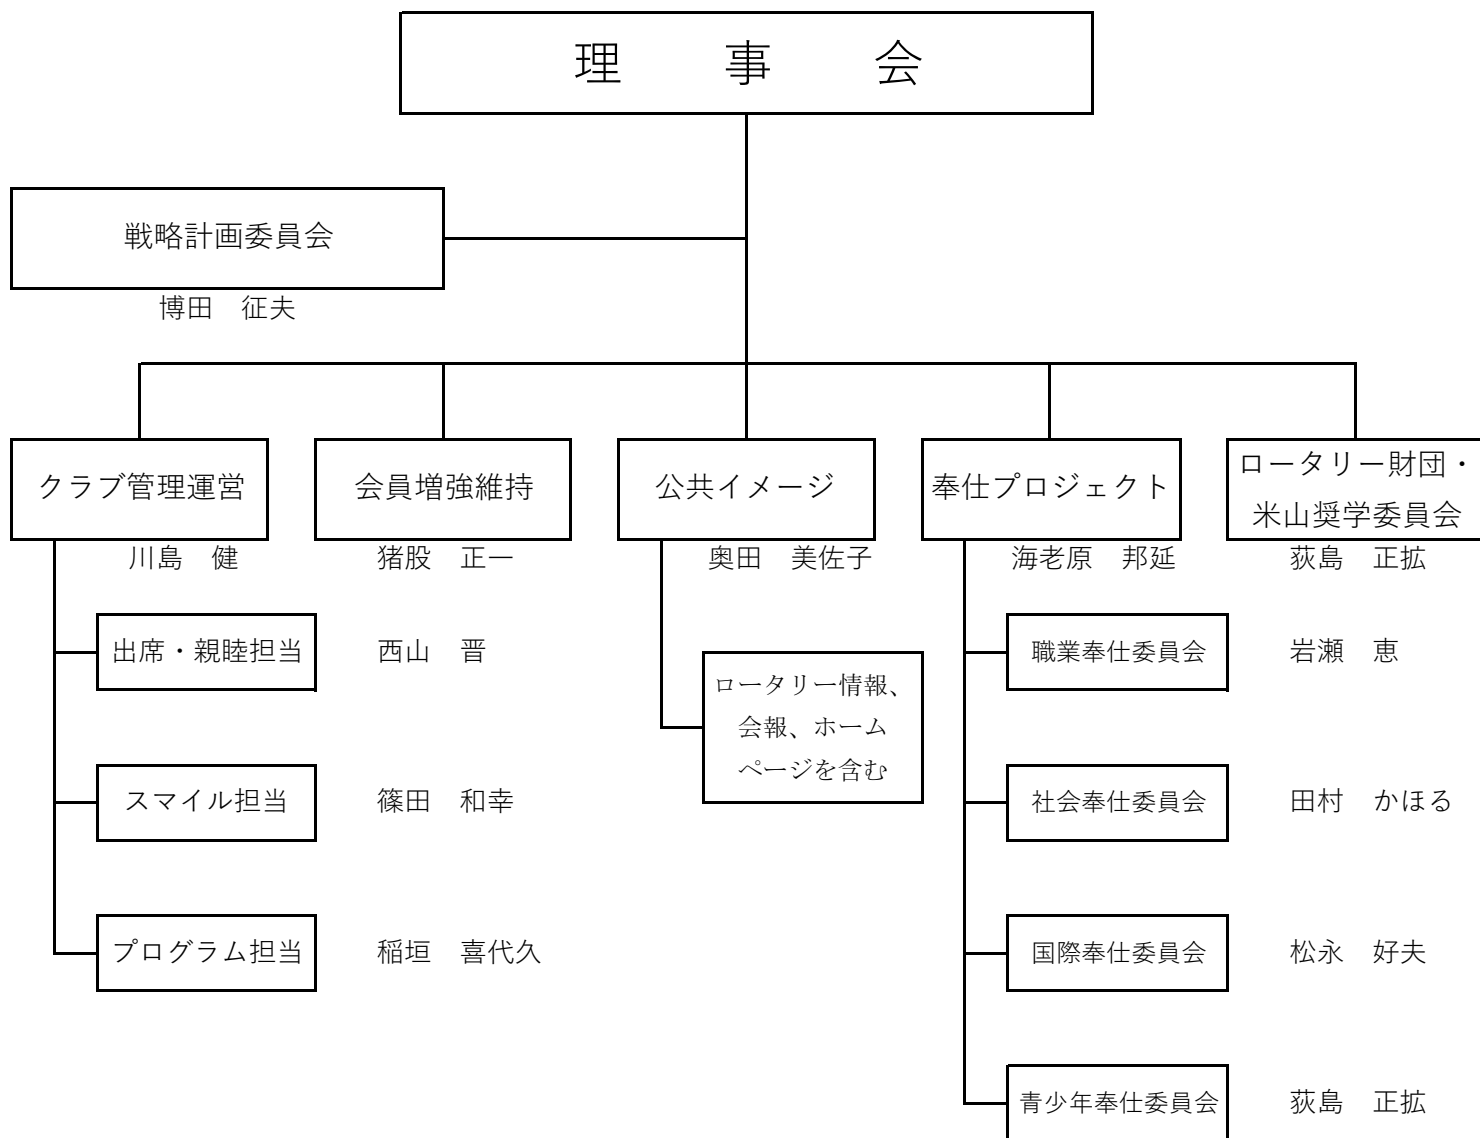 理　事　会
戦略計画委員会
博田　征夫
クラブ管理運営
川島　健
会員増強維持
猪股　正一
公共イメージ
奥田　美佐子
奉仕プロジェクト
海老原　邦延
ロータリー財団・
米山奨学委員会
荻島　正拡
出席・親睦担当
西山　晋
スマイル担当
篠田　和幸
プログラム担当
稲垣　喜代久
ロータリー情報、
会報、ホーム
ページを含む
職業奉仕委員会
岩瀬　恵
社会奉仕委員会
田村　かほる
国際奉仕委員会
松永　好夫
青少年奉仕委員会
荻島　正拡